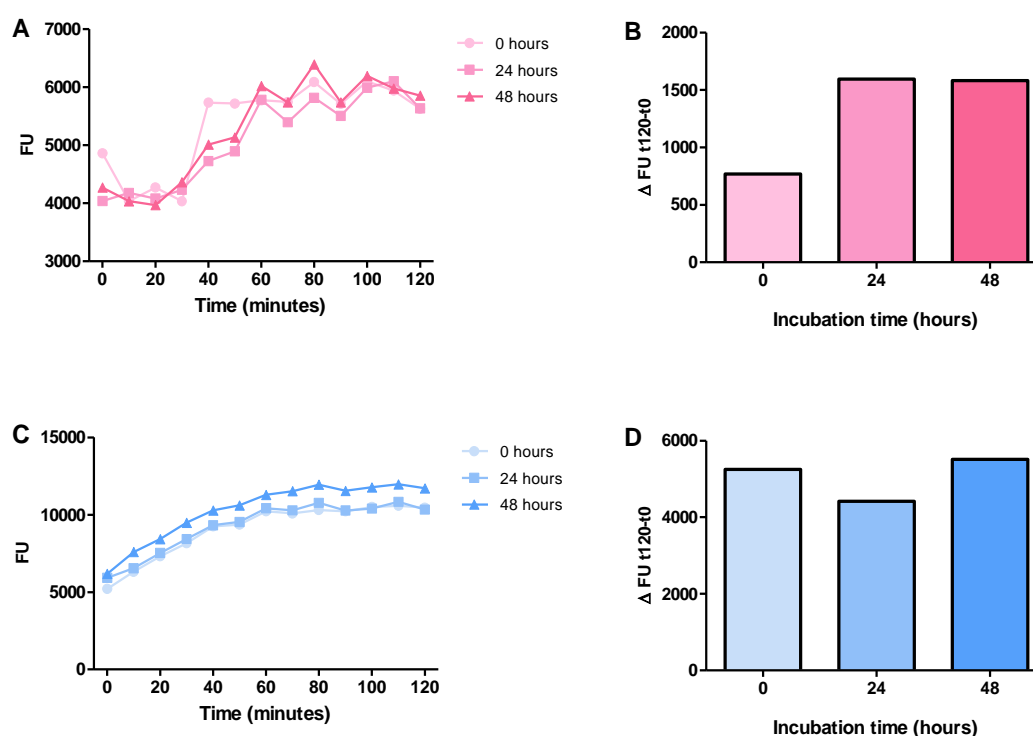 A
7000
6000
5000
4000
3000
FU
0 20 40 60 80 100 120
Time (minutes)
0 hours
24 hours
48 hours
B
2000
1500
1000
500
0
Δ FU t120-t0
0 24 48
Incubation time (hours)
C
15000
10000
5000
0
FU
0 20 40 60 80 100 120
Time (minutes)
0 hours
24 hours
48 hours
D
6000
4000
2000
0
Δ FU t120-t0
0 24 48
Incubation time (hours)